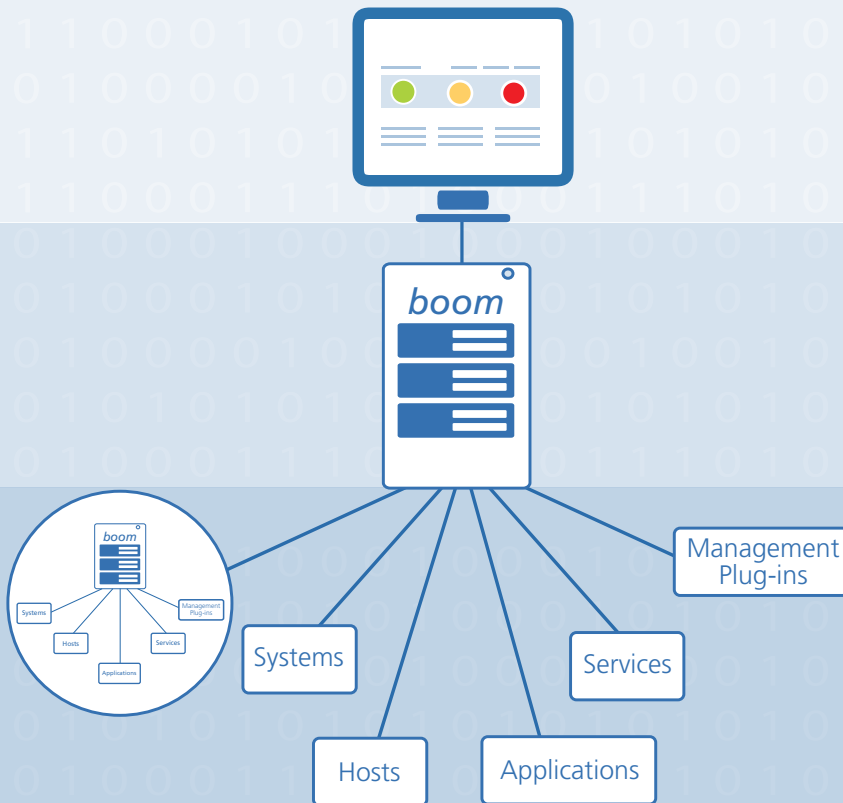 boom
Management
Plug-ins
boom
Systems
Management
Plug-ins
Hosts
Services
Applications
Systems
Services
Hosts
Applications